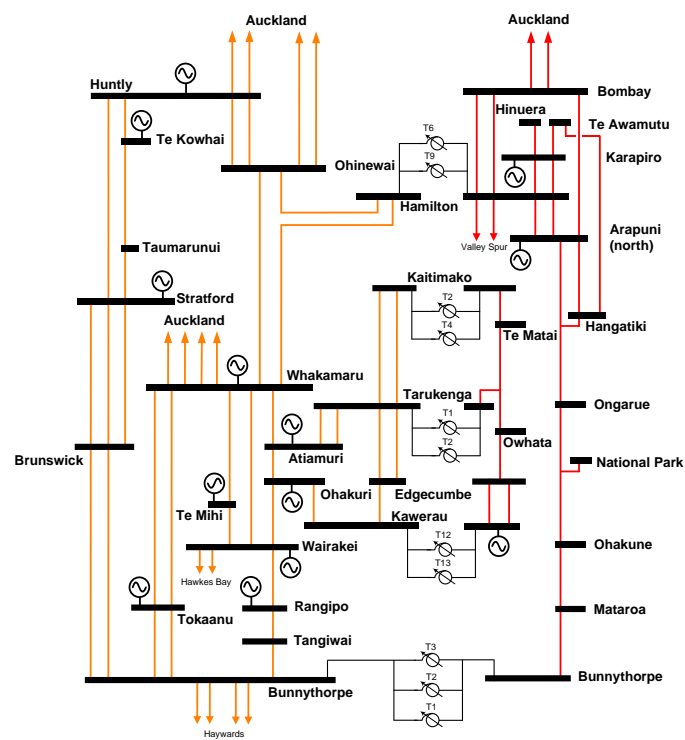 Auckland
Auckland
Huntly
Bombay
Hinuera
Te Awamutu
T6
Te Kowhai
T9
Karapiro
Ohinewai
Hamilton
Arapuni
(north)
Valley Spur
Taumarunui
Kaitimako
Stratford
T2
Hangatiki
Auckland
T4
Te Matai
Whakamaru
Tarukenga
Ongarue
T1
Owhata
T2
Brunswick
Atiamuri
National Park
Ohakuri
Edgecumbe
Te Mihi
Kawerau
T12
Wairakei
Ohakune
T13
Hawkes Bay
Rangipo
Mataroa
Tokaanu
Tangiwai
T3
Bunnythorpe
Bunnythorpe
T2
T1
Haywards